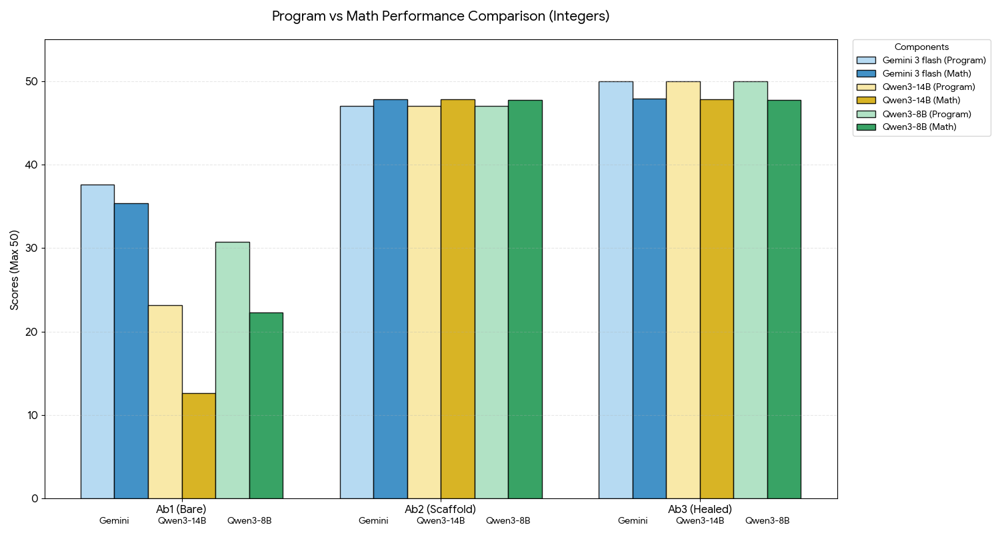 Program vs Math Performance Comparison (Integers)
Components
Gemini 3 flash (Program)
Gemini 3 flash (Math)
Qwen3-14B (Program)
Qwen3-14B (Math)
Qwen3-8B (Program)
Qwen3-8B (Math)
Scores (Max 50)
50
40
30
20
10
0
Ab1 (Bare)
Ab2 (Scaffold)
Ab3 (Healed)
Gemini Qwen3-14B Qwen3-8B
Gemini Qwen3-14B Qwen3-8B
Gemini Qwen3-14B Qwen3-8B